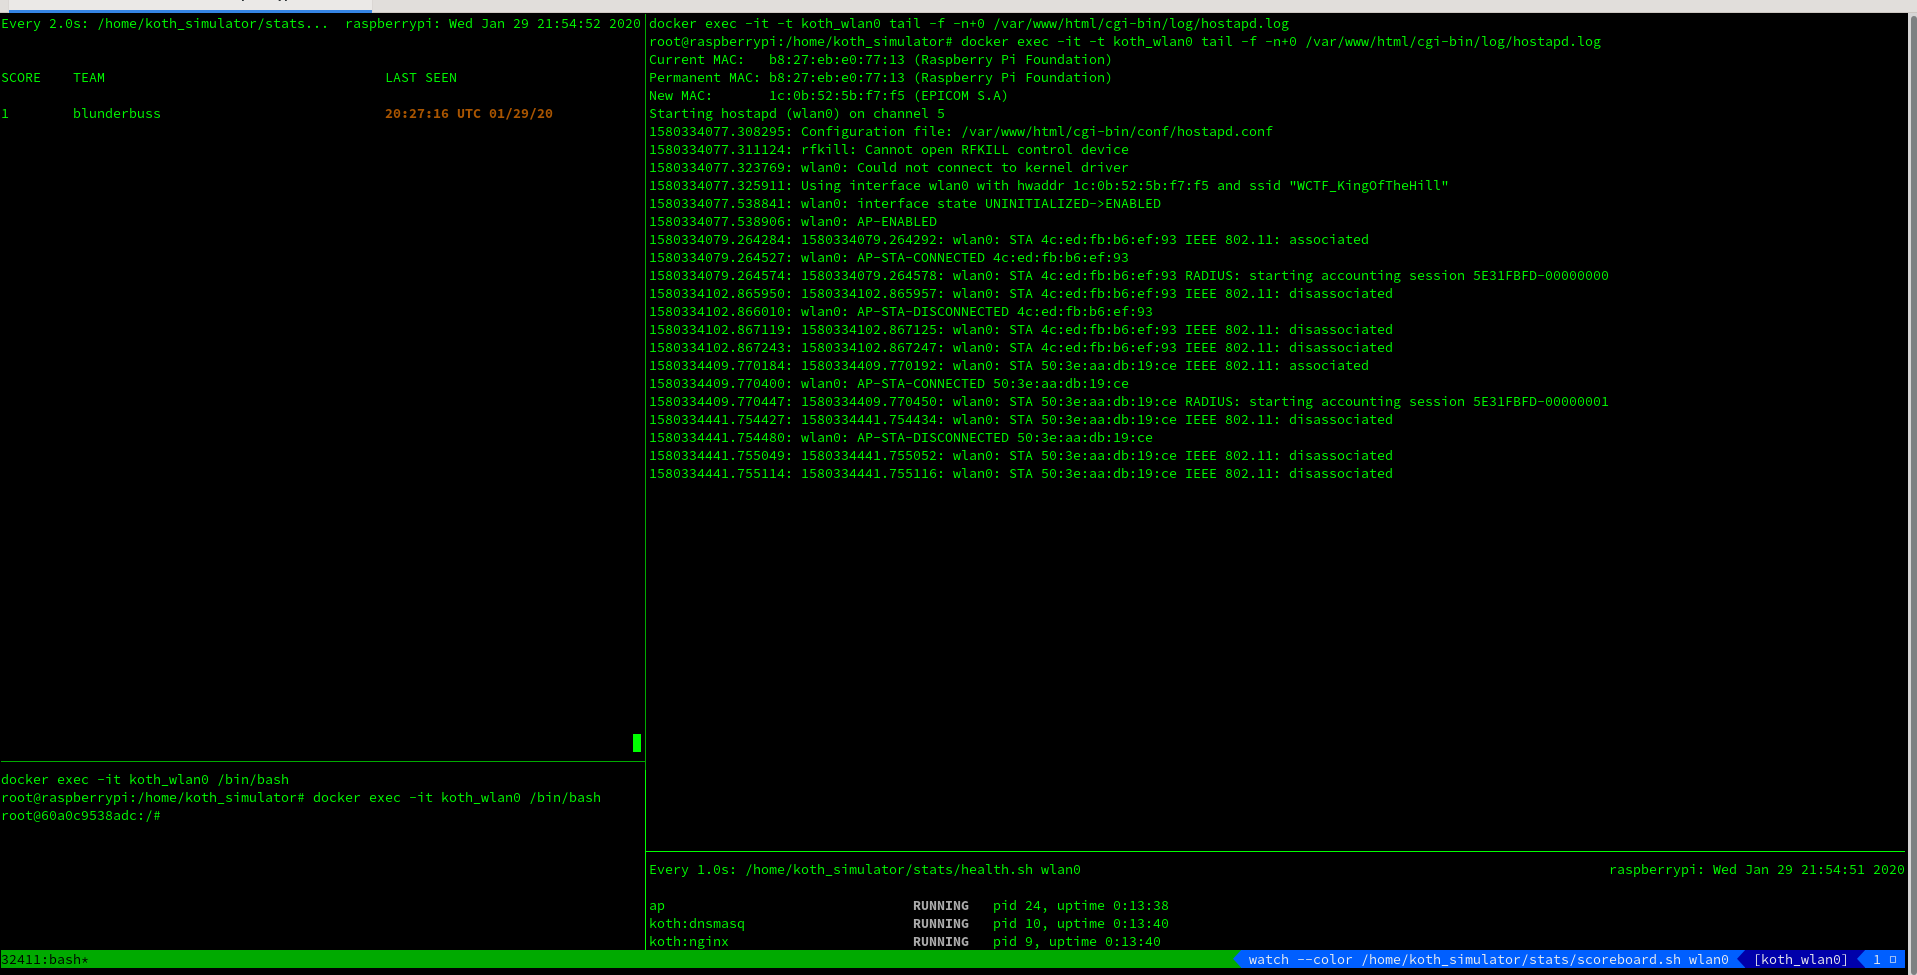 Every 2.0s: /home/koth_simulator/stats...  raspberrypi: Wed Jan 29 21:54:52 2020
SCORE    TEAM                                   LAST SEEN
1        blunderbuss                            20:27:16 UTC 01/29/20
docker exec -it koth_wlan0 /bin/bash
root@raspberrypi:/home/koth_simulator# docker exec -it koth_wlan0 /bin/bash
root@60a0c9538adc:/#
docker exec -it -t koth_wlan0 tail -f -n+0 /var/www/html/cgi-bin/log/hostapd.log
root@raspberrypi:/home/koth_simulator# docker exec -it -t koth_wlan0 tail -f -n+0 /var/www/html/cgi-bin/log/hostapd.log
Current MAC:   b8:27:eb:e0:77:13 (Raspberry Pi Foundation)
Permanent MAC: b8:27:eb:e0:77:13 (Raspberry Pi Foundation)
New MAC:       1c:0b:52:5b:f7:f5 (EPICOM S.A)
Starting hostapd (wlan0) on channel 5
1580334077.308295: Configuration file: /var/www/html/cgi-bin/conf/hostapd.conf
1580334077.311124: rfkill: Cannot open RFKILL control device
1580334077.323769: wlan0: Could not connect to kernel driver
1580334077.325911: Using interface wlan0 with hwaddr 1c:0b:52:5b:f7:f5 and ssid "WCTF_KingOfTheHill"
1580334077.538841: wlan0: interface state UNINITIALIZED->ENABLED
1580334077.538906: wlan0: AP-ENABLED
1580334079.264284: 1580334079.264292: wlan0: STA 4c:ed:fb:b6:ef:93 IEEE 802.11: associated
1580334079.264527: wlan0: AP-STA-CONNECTED 4c:ed:fb:b6:ef:93
1580334079.264574: 1580334079.264578: wlan0: STA 4c:ed:fb:b6:ef:93 RADIUS: starting accounting session 5E31FBFD-00000000
1580334102.865950: 1580334102.865957: wlan0: STA 4c:ed:fb:b6:ef:93 IEEE 802.11: disassociated
1580334102.866010: wlan0: AP-STA-DISCONNECTED 4c:ed:fb:b6:ef:93
1580334102.867119: 1580334102.867125: wlan0: STA 4c:ed:fb:b6:ef:93 IEEE 802.11: disassociated
1580334102.867243: 1580334102.867247: wlan0: STA 4c:ed:fb:b6:ef:93 IEEE 802.11: disassociated
1580334409.770184: 1580334409.770192: wlan0: STA 50:3e:aa:db:19:ce IEEE 802.11: associated
1580334409.770400: wlan0: AP-STA-CONNECTED 50:3e:aa:db:19:ce
1580334409.770447: 1580334409.770450: wlan0: STA 50:3e:aa:db:19:ce RADIUS: starting accounting session 5E31FBFD-00000001
1580334441.754427: 1580334441.754434: wlan0: STA 50:3e:aa:db:19:ce IEEE 802.11: disassociated
1580334441.754480: wlan0: AP-STA-DISCONNECTED 50:3e:aa:db:19:ce
1580334441.755049: 1580334441.755052: wlan0: STA 50:3e:aa:db:19:ce IEEE 802.11: disassociated
1580334441.755114: 1580334441.755116: wlan0: STA 50:3e:aa:db:19:ce IEEE 802.11: disassociated
Every 1.0s: /home/koth_simulator/stats/health.sh wlan0    raspberrypi: Wed Jan 29 21:54:51 2020
ap                               RUNNING   pid 24, uptime 0:13:38
koth:dnsmasq                     RUNNING   pid 10, uptime 0:13:40
koth:nginx                       RUNNING   pid 9, uptime 0:13:40
32411:bash*    watch --color /home/koth_simulator/stats/scoreboard.sh wlan0  [koth_wlan0]  1